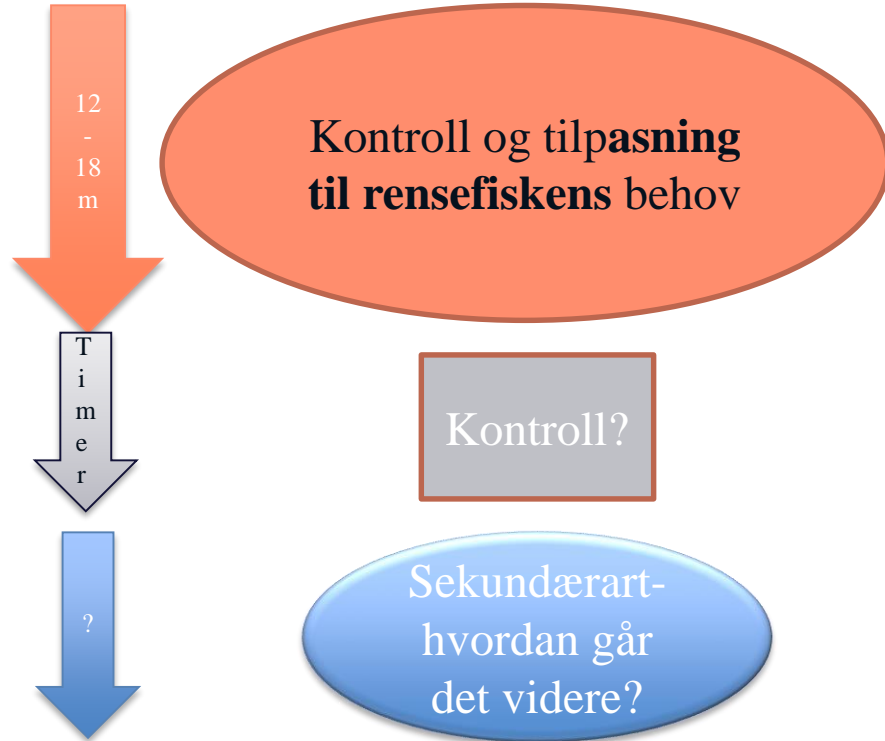 12
-
18
m
Kontroll og tilpasning
til rensefiskens behov
T
i
m
e
r
Kontroll?
?
Sekundærart-
hvordan går
det videre?